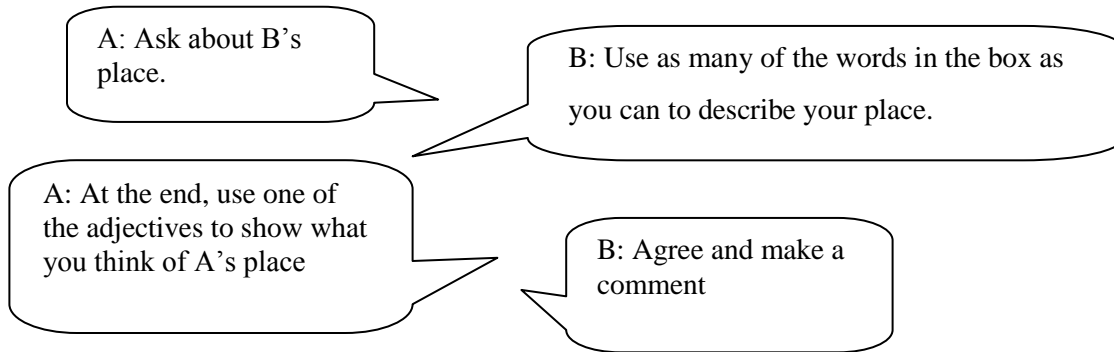 A: Ask about B’s
place.
B: Use as many of the words in the box as
you can to describe your place.
A: At the end, use one of
the adjectives to show what
you think of A’s place
B: Agree and make a
comment